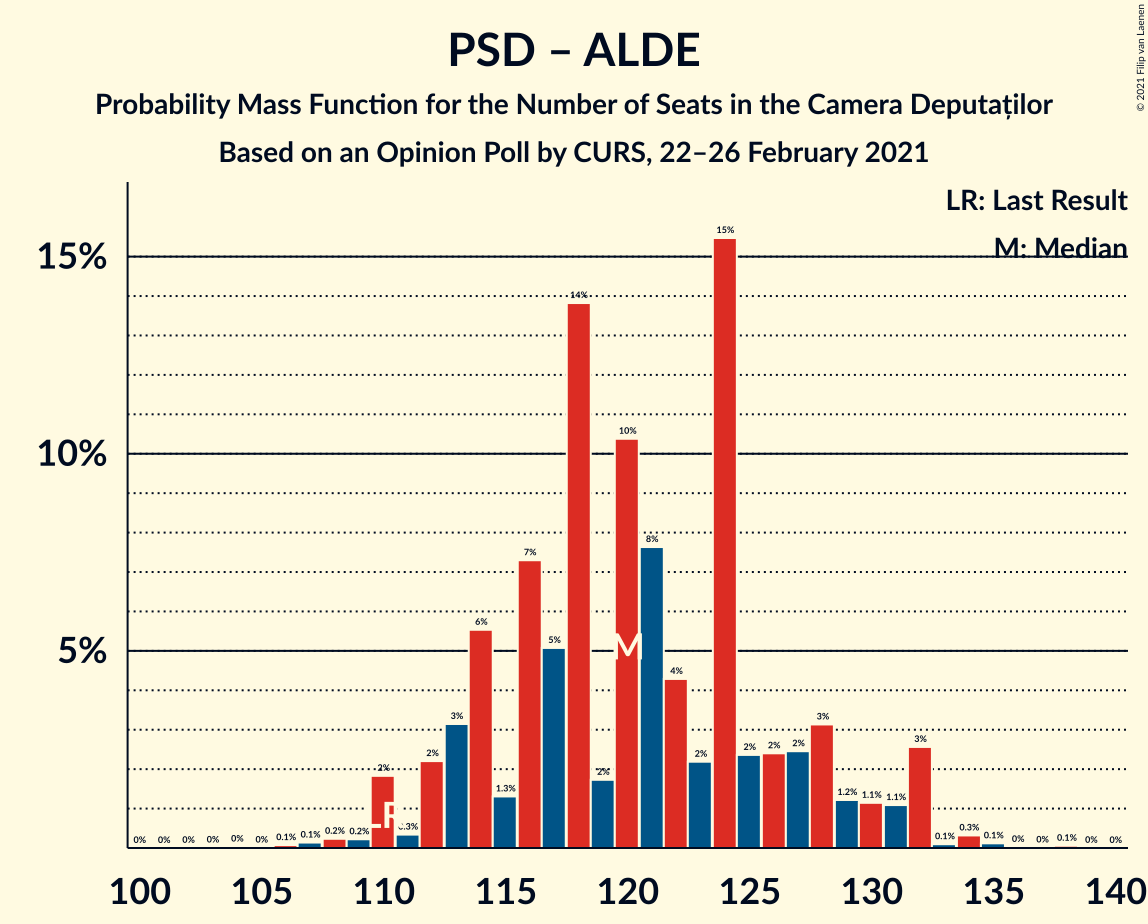 PSD – ALDE
Probability Mass Function for the Number of Seats in the Camera Deputaților
Based on an Opinion Poll by CURS, 22–26 February 2021
© 2021 Filip van Laenen
LR: Last Result
M: Median
15%
10%
5%
0% 0% 0% 0% 0% 0% 0.1% 0.1% 0.2% 0.2% 2% 0.3% 2% 3% 6% 1.3% 7% 5% 14% 2% 10% 8% 4% 2% 15% 2% 2% 2% 3% 1.2% 1.1% 1.1% 3% 0.1% 0.3% 0.1% 0% 0% 0.1% 0% 0%
LR
M
100 105 110 115 120 125 130 135 140